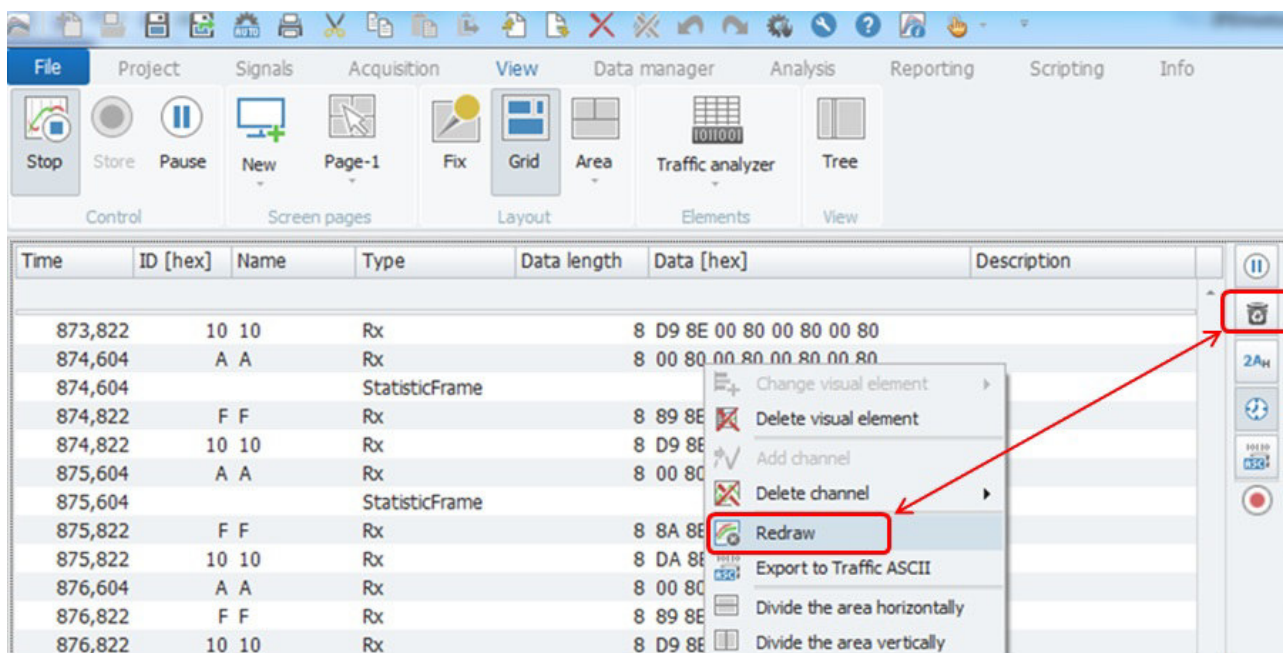 AUTO
File Project Signals Acquisition View Data manager Analysis Reporting Scripting Info
1011001
Stop Store Pause New Page-1 Fix Grid Area Traffic analyzer Tree
Control Screen pages Layout Elements View
Time ID [hex] Name Type Data length Data [hex] Description
873,822 10 10 Rx 8 D9 8E 00 80 00 80 00 80
874,604 A A Rx 8 00 80 00 80 00 80 00 80
2AH
874,604 StatisticFrame
Change visual element
874,822 F F Rx 8 89 8E
Delete visual element
874,822 10 10 Rx 8 D9 8E
Add channel
10110
ASC
875,604 A A Rx 8 00 80
Delete channel
875,604 StatisticFrame
875,822 F F Rx 8 8A 8E
Redraw
875,822 10 10 Rx 8 DA 8E
10110
ASC
Export to Traffic ASCII
876,604 A A Rx 8 00 80
876,822 F F Rx 8 89 8E
Divide the area horizontally
876,822 10 10 Rx 8 D9 8E
Divide the area vertically